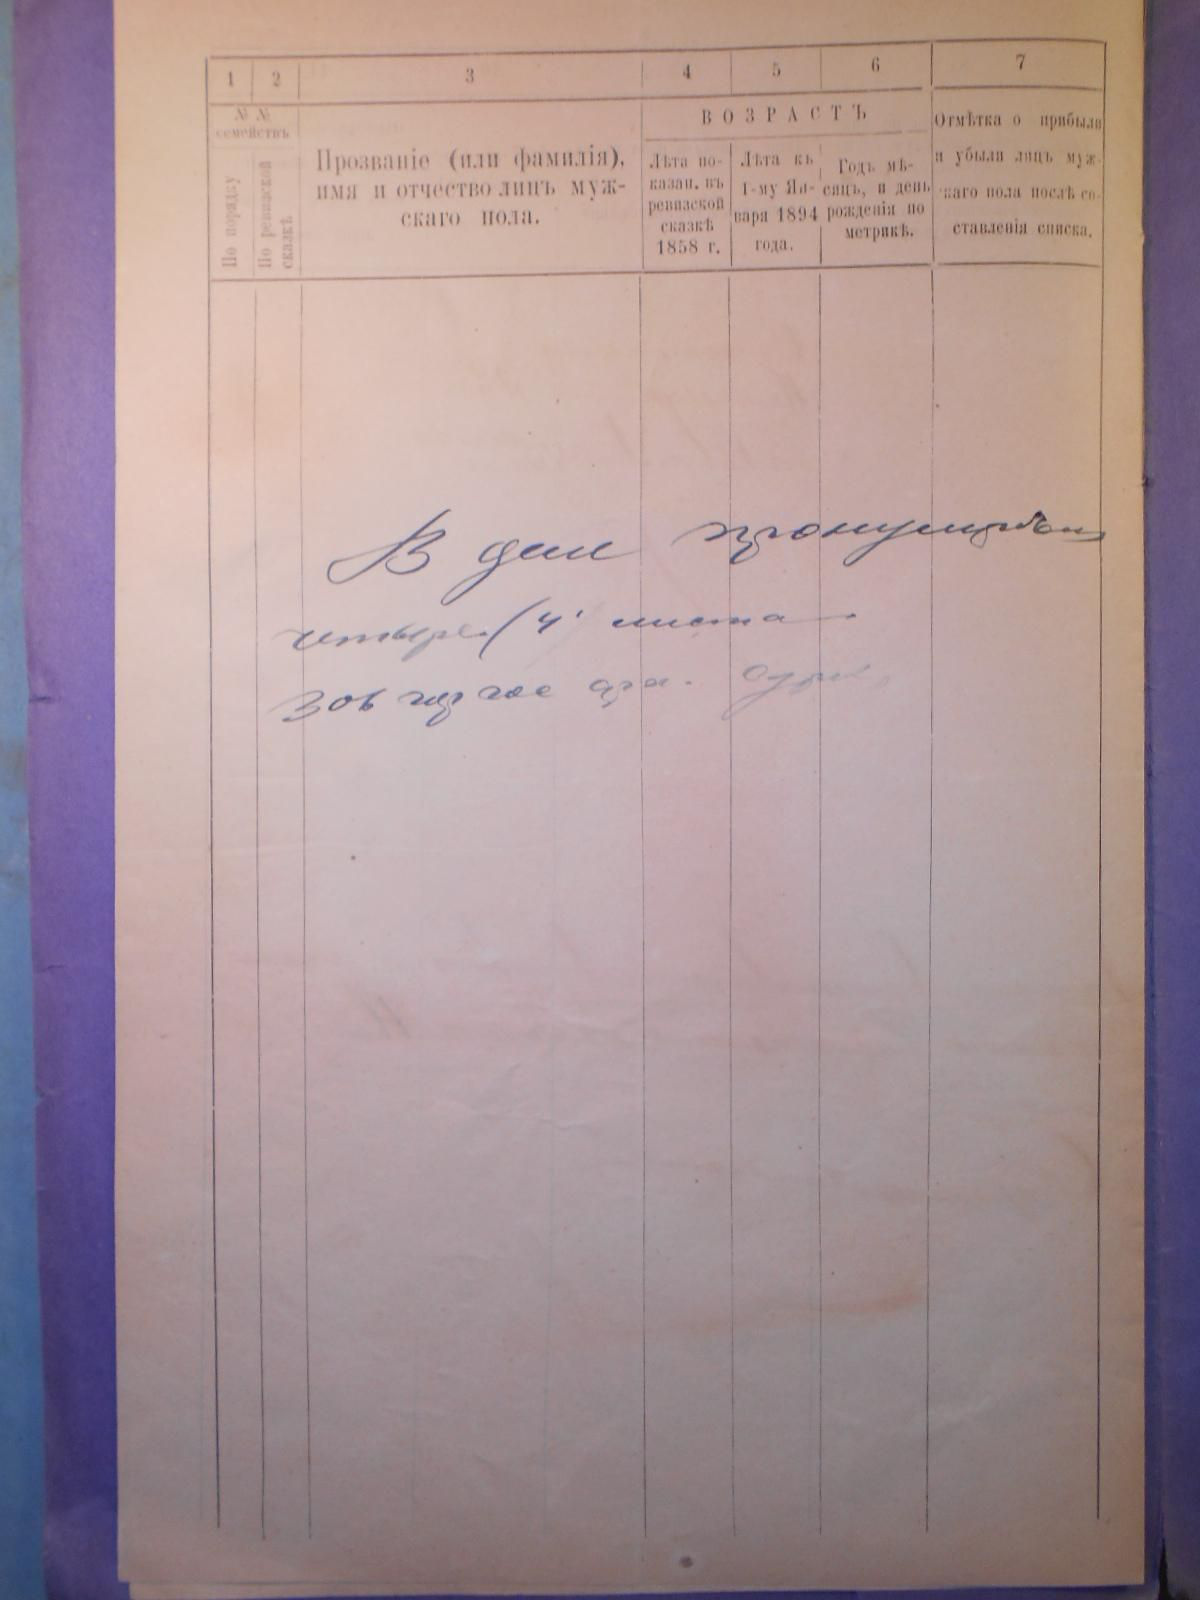 1 2 3 4 5 6 7
№ №
семействъ
По порядку
По ревизской
сказкѣ
Прозваніе (или фамилія),
имя и отчество лицъ муж-
скаго пола.
ВОЗРАСТЪ
Лѣта по-
казан. въ
ревизской
сказкѣ
1858 г.
Лѣта къ
1-му Ян-
варя 1894
года.
Годъ мѣ-
сяцъ, и день
рожденія по
метрикѣ.
Отмѣтка о прибыли
и убыли лицъ муж-
скаго пола послѣ со-
ставленія списка.
В деле пронумеровано
четыре (4) листа